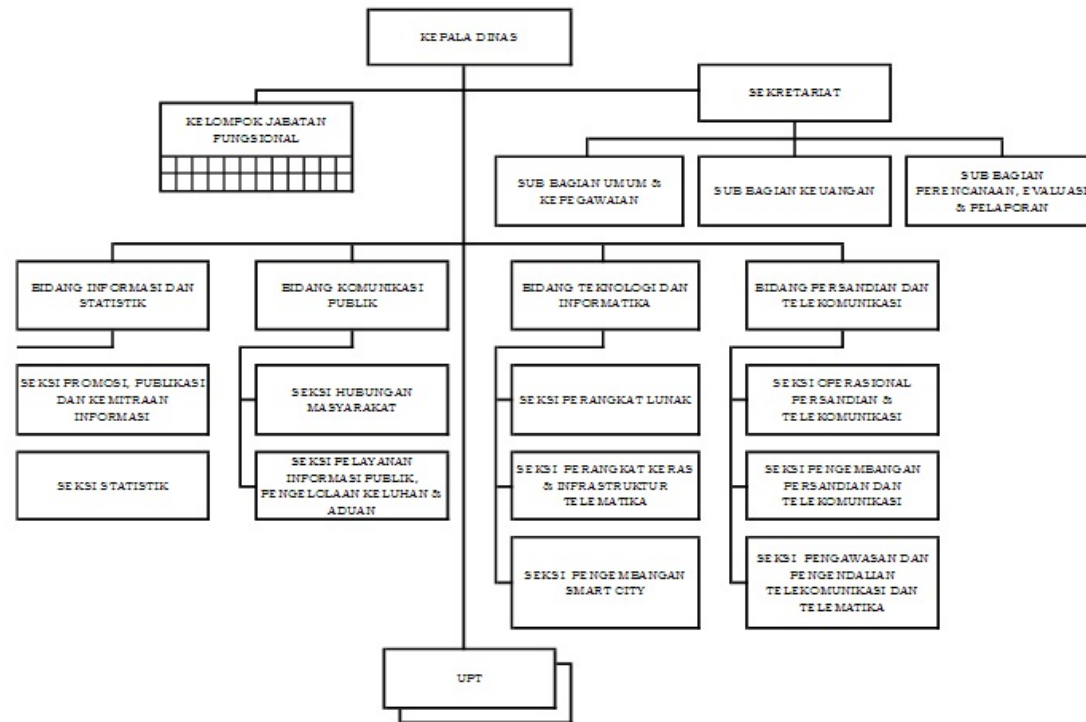 KEPALA DINAS
SEKRETARIAT
KELOMPOK JABATAN
FUNGSIONAL
SUB BAGIAN UMUM &
KEPEGAWAIAN
SUB BAGIAN KEUANGAN
SUB BAGIAN
PERENCANAAN, EVALUASI
& PELAPORAN
BIDANG INFORMASI DAN
STATISTIK
BIDANG KOMUNIKASI
PUBLIK
BIDANG TEKNOLOGI DAN
INFORMATIKA
BIDANG PERSANDIAN DAN
TELEKOMUNIKASI
SEKSI PROMOSI, PUBLIKASI
DAN KEMITRAAN
INFORMASI
SEKSI HUBUNGAN
MASYARAKAT
SEKSI PERANGKAT LUNAK
SEKSI OPERASIONAL
PERSANDIAN &
TELEKOMUNIKASI
SEKSI STATISTIK
SEKSI PELAYANAN
INFORMASI PUBLIK,
PENGELOLAAN KELUHAN &
ADUAN
SEKSI PERANGKAT KERAS
& INFRASTRUKTUR
TELEMATIKA
SEKSI PENGEMBANGAN
PERSANDIAN DAN
TELEKOMUNIKASI
SEKSI PENGEMBANGAN
SMART CITY
SEKSI PENGAWASAN DAN
PENGENDALIAN
TELEKOMUNIKASI DAN
TELEMATIKA
UPT